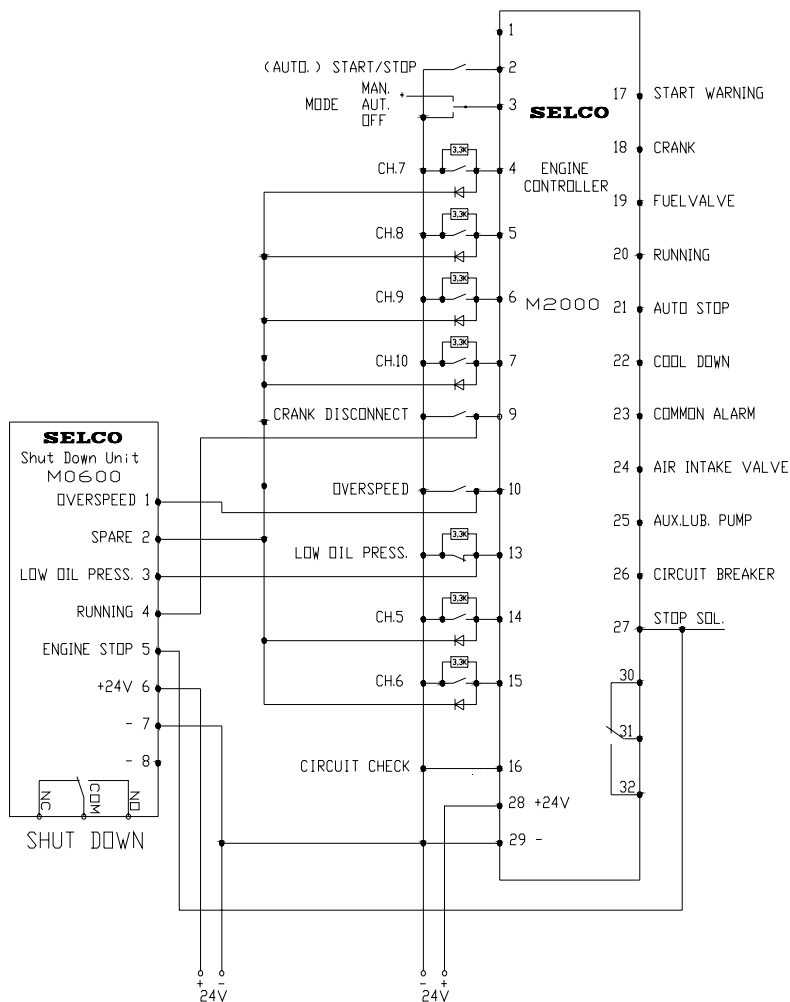 1
(AUTO.) START/STOP 2
MAN.
MODE AUT. + 3
OFF
SELCO
17 START WARNING
3,3K
CH.7 4
ENGINE
CONTROLLER
18 CRANK
3,3K
CH.8 5
19 FUELVALVE
3,3K
CH.9 6
M2000
20 RUNNING
21 AUTO STOP
3,3K
CH.10 7
22 COOL DOWN
CRANK DISCONNECT 9
23 COMMON ALARM
SELCO
Shut Down Unit
M0600
OVERSPEED 1
SPARE 2
LOW OIL PRESS. 3
RUNNING 4
ENGINE STOP 5
+24V 6
- 7
- 8
NC COM NO
SHUT DOWN
OVERSPEED 10
24 AIR INTAKE VALVE
25 AUX.LUB. PUMP
3,3K
LOW OIL PRESS. 13
26 CIRCUIT BREAKER
3,3K
CH.5 14
27 STOP SOL.
3,3K
CH.6 15
30
31
32
CIRCUIT CHECK 16
28 +24V
29 -
+ -
24V
- +
24V